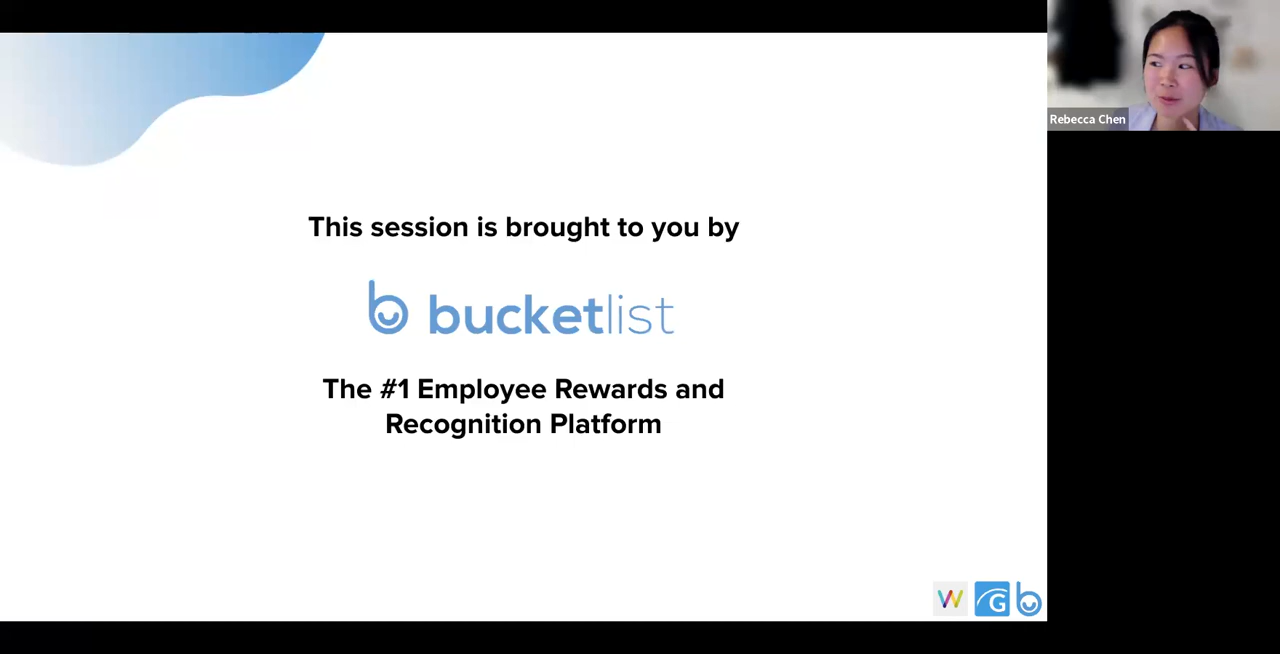 This session is brought to you by
b bucketlist
The #1 Employee Rewards and
Recognition Platform
Rebecca Chen
W G b